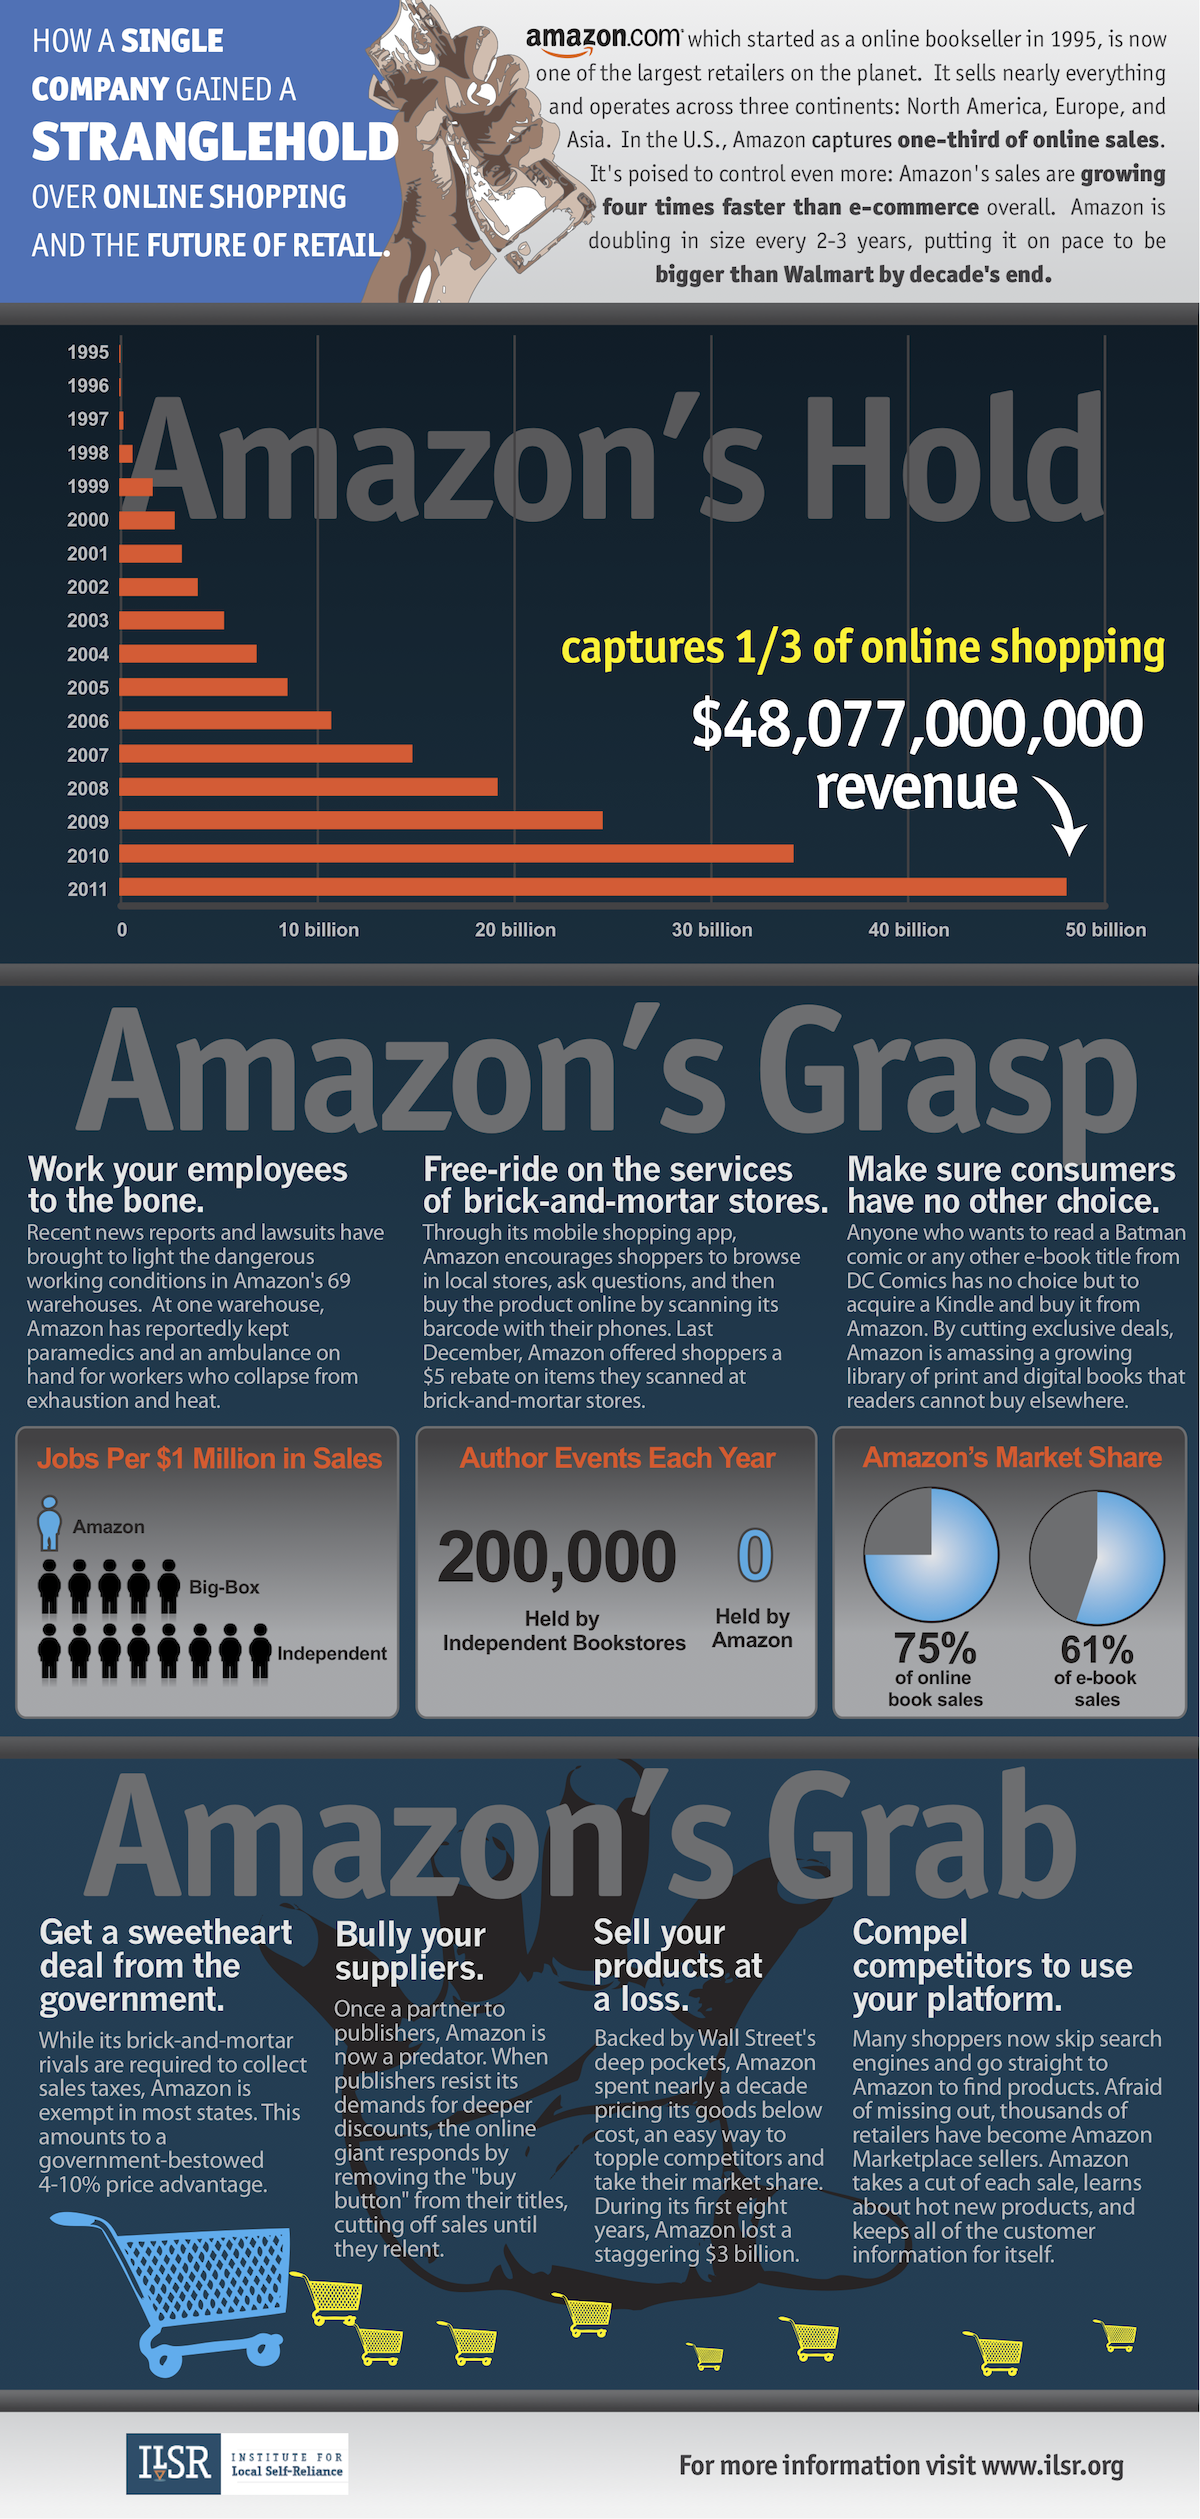 HOW A SINGLE
COMPANY GAINED A
STRANGLEHOLD
OVER ONLINE SHOPPING
AND THE FUTURE OF RETAIL.
amazon.com which started as a online bookseller in 1995, is now
one of the largest retailers on the planet. It sells nearly everything
and operates across three continents: North America, Europe, and
Asia. In the U.S., Amazon captures one-third of online sales.
It's poised to control even more: Amazon's sales are growing
four times faster than e-commerce overall. Amazon is
doubling in size every 2-3 years, putting it on pace to be
bigger than Walmart by decade's end.
Amazon's Hold
1995
1996
1997
1998
1999
2000
2001
2002
2003
2004
2005
2006
2007
2008
2009
2010
2011
captures 1/3 of online shopping
$48,077,000,000
revenue
0
10 billion
20 billion
30 billion
40 billion
50 billion
Amazon's Grasp
Work your employees
to the bone.
Recent news reports and lawsuits have
brought to light the dangerous
working conditions in Amazon's 69
warehouses. At one warehouse,
Amazon has reportedly kept
paramedics and an ambulance on
hand for workers who collapse from
exhaustion and heat.
Free-ride on the services
of brick-and-mortar stores.
Through its mobile shopping app,
Amazon encourages shoppers to browse
in local stores, ask questions, and then
buy the product online by scanning its
barcode with their phones. Last
December, Amazon offered shoppers a
$5 rebate on items they scanned at
brick-and-mortar stores.
Make sure consumers
have no other choice.
Anyone who wants to read a Batman
comic or any other e-book title from
DC Comics has no choice but to
acquire a Kindle and buy it from
Amazon. By cutting exclusive deals,
Amazon is amassing a growing
library of print and digital books that
readers cannot buy elsewhere.
Jobs Per $1 Million in Sales
Amazon
Big-Box
Independent
Author Events Each Year
200,000
Held by
Independent Bookstores
0
Held by
Amazon
Amazon's Market Share
75%
of online
book sales
61%
of e-book
sales
Amazon's Grab
Get a sweetheart
deal from the
government.
While its brick-and-mortar
rivals are required to collect
sales taxes, Amazon is
exempt in most states. This
amounts to a
government-bestowed
4-10% price advantage.
Bully your
suppliers.
Once a partner to
publishers, Amazon is
now a predator. When
publishers resist its
demands for deeper
discounts, the online
giant responds by
removing the "buy
button" from their titles,
cutting off sales until
they relent.
Sell your
products at
a loss.
Backed by Wall Street's
deep pockets, Amazon
spent nearly a decade
pricing its goods below
cost, an easy way to
topple competitors and
take their market share.
During its first eight
years, Amazon lost a
staggering $3 billion.
Compel
competitors to use
your platform.
Many shoppers now skip search
engines and go straight to
Amazon to find products. Afraid
of missing out, thousands of
retailers have become Amazon
Marketplace sellers. Amazon
takes a cut of each sale, learns
about hot new products, and
keeps all of the customer
information for itself.
ILSR
INSTITUTE FOR
Local Self-Reliance
For more information visit www.ilsr.org